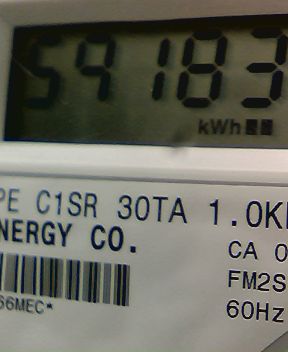 59183
kWh
PE C1SR 30TA 1.0K
NERGY CO.
CA 0
FM2S
66MEC*
60Hz